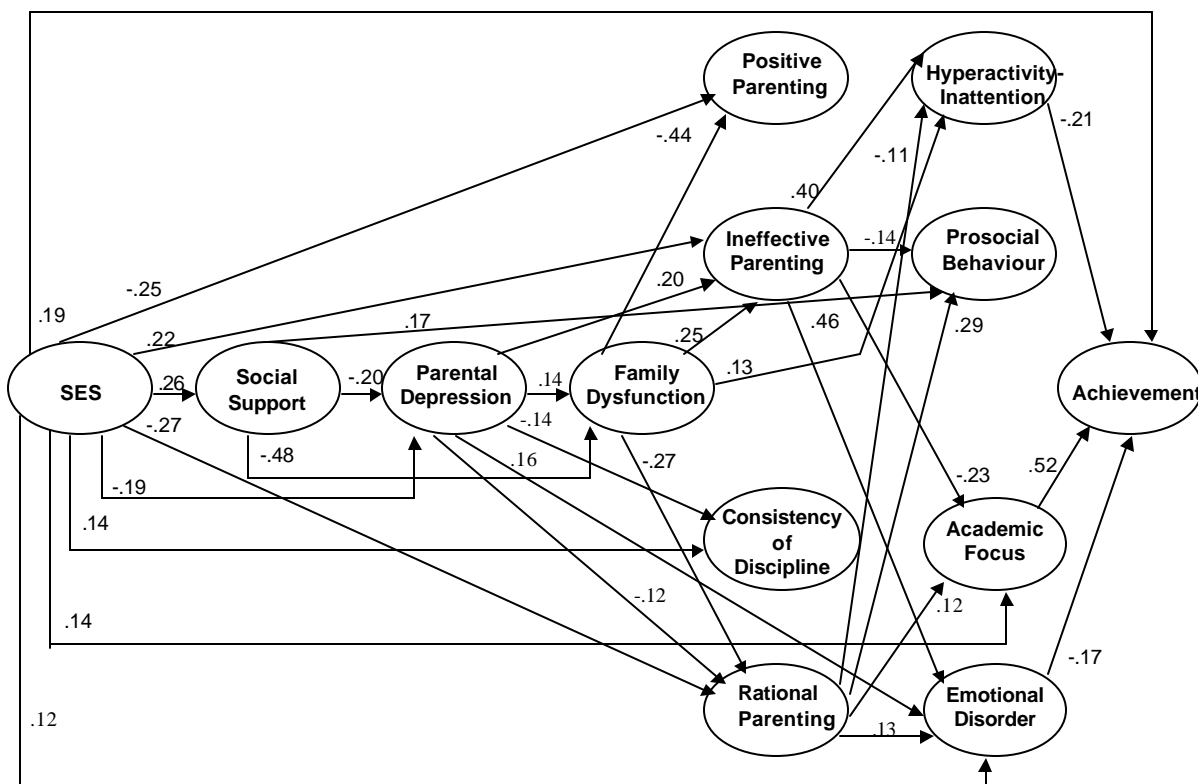 Positive
Parenting
Hyperactivity-
Inattention
-.44
-.21
-.11
.40
Ineffective
Parenting
-.14
Prosocial
Behaviour
-.25
.20
.19
.22
.17
.25
.46
.29
SES
.26
Social
Support
-.20
Parental
Depression
.14
Family
Dysfunction
.13
Achievement
-.27
-.14
-.48
.16
-.27
-.23
.52
-.19
.14
Consistency
of
Discipline
Academic
Focus
-.12
.12
.14
-.17
Rational
Parenting
Emotional
Disorder
.12
.13